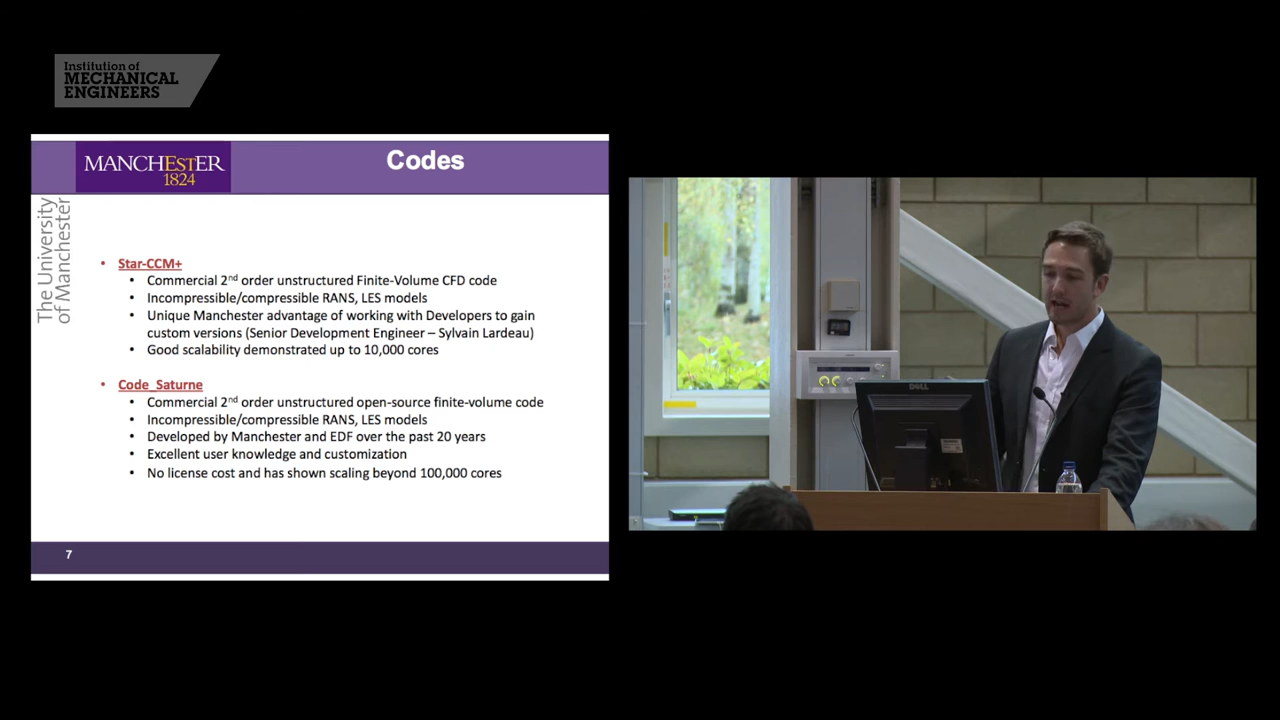 Institution of
MECHANICAL
ENGINEERS
MANCHESTER
1824
The University
of Manchester
Codes
• Star-CCM+
• Commercial 2nd order unstructured Finite-Volume CFD code
• Incompressible/compressible RANS, LES models
• Unique Manchester advantage of working with Developers to gain
custom versions (Senior Development Engineer – Sylvain Lardeau)
• Good scalability demonstrated up to 10,000 cores
• Code_Saturne
• Commercial 2nd order unstructured open-source finite-volume code
• Incompressible/compressible RANS, LES models
• Developed by Manchester and EDF over the past 20 years
• Excellent user knowledge and customization
• No license cost and has shown scaling beyond 100,000 cores
7
DELL